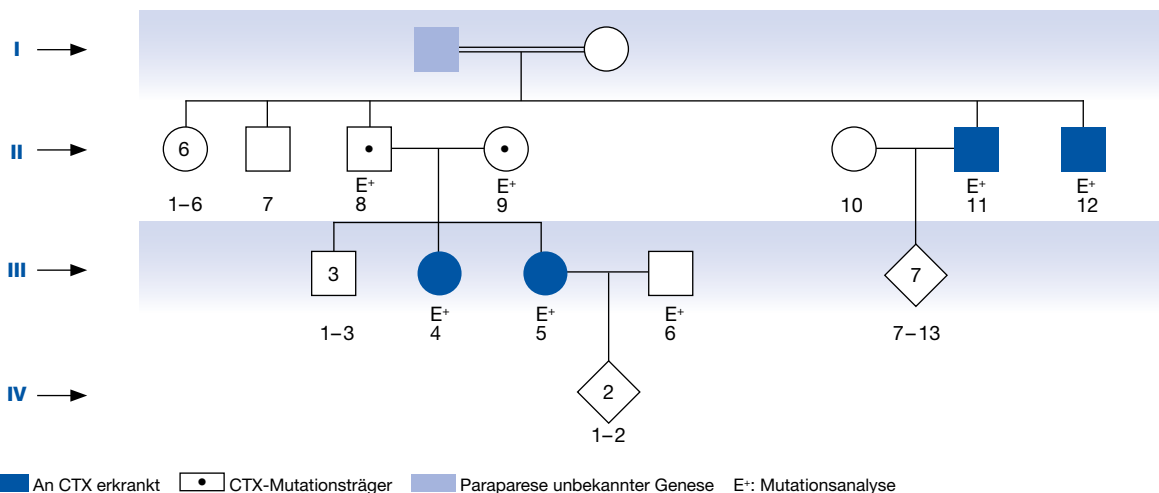 I
6
II
E⁺ E⁺ E⁺ E⁺
1–6 7 8 9 10 11 12
III
3 7
E⁺ E⁺ E⁺
1–3 4 5 6 7–13
IV
2
1–2
An CTX erkrankt CTX-Mutationsträger Paraparese unbekannter Genese E⁺: Mutationsanalyse